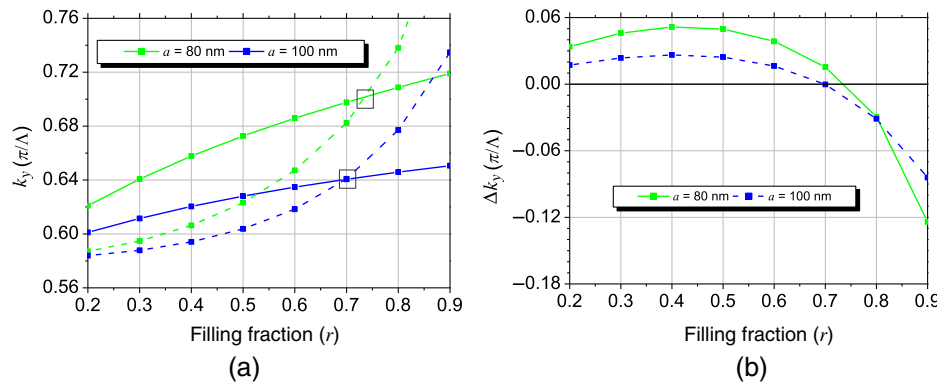 0.76
0.72
0.68
0.64
0.60
0.56
k_y (π/Λ)
a = 80 nm a = 100 nm
0.2 0.3 0.4 0.5 0.6 0.7 0.8 0.9
Filling fraction (r)
(a)
0.06
0.00
−0.06
−0.12
−0.18
Δk_y (π/Λ)
a = 80 nm a = 100 nm
0.2 0.3 0.4 0.5 0.6 0.7 0.8 0.9
Filling fraction (r)
(b)